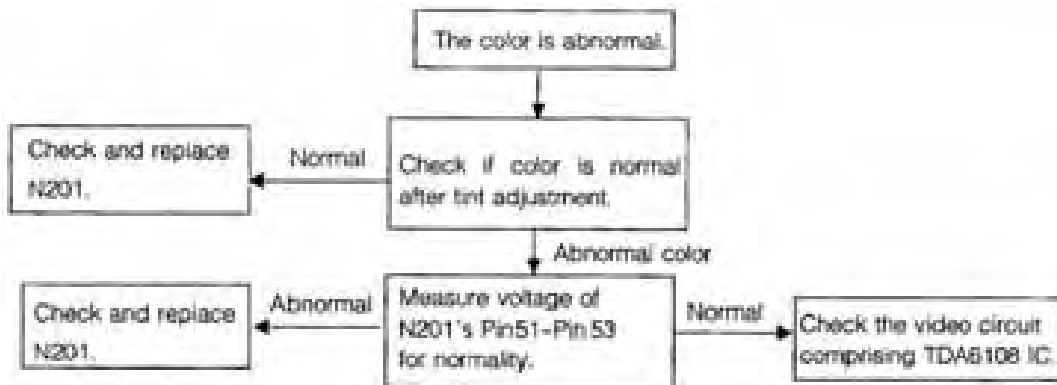 The color is abnormal.
Check and replace
N201.
Normal
Check if color is normal
after tint adjustment.
Abnormal color
Check and replace
N201.
Abnormal
Measure voltage of
N201's Pin51-Pin53
for normality.
Normal
Check the video circuit
comprising TDA6108 IC.